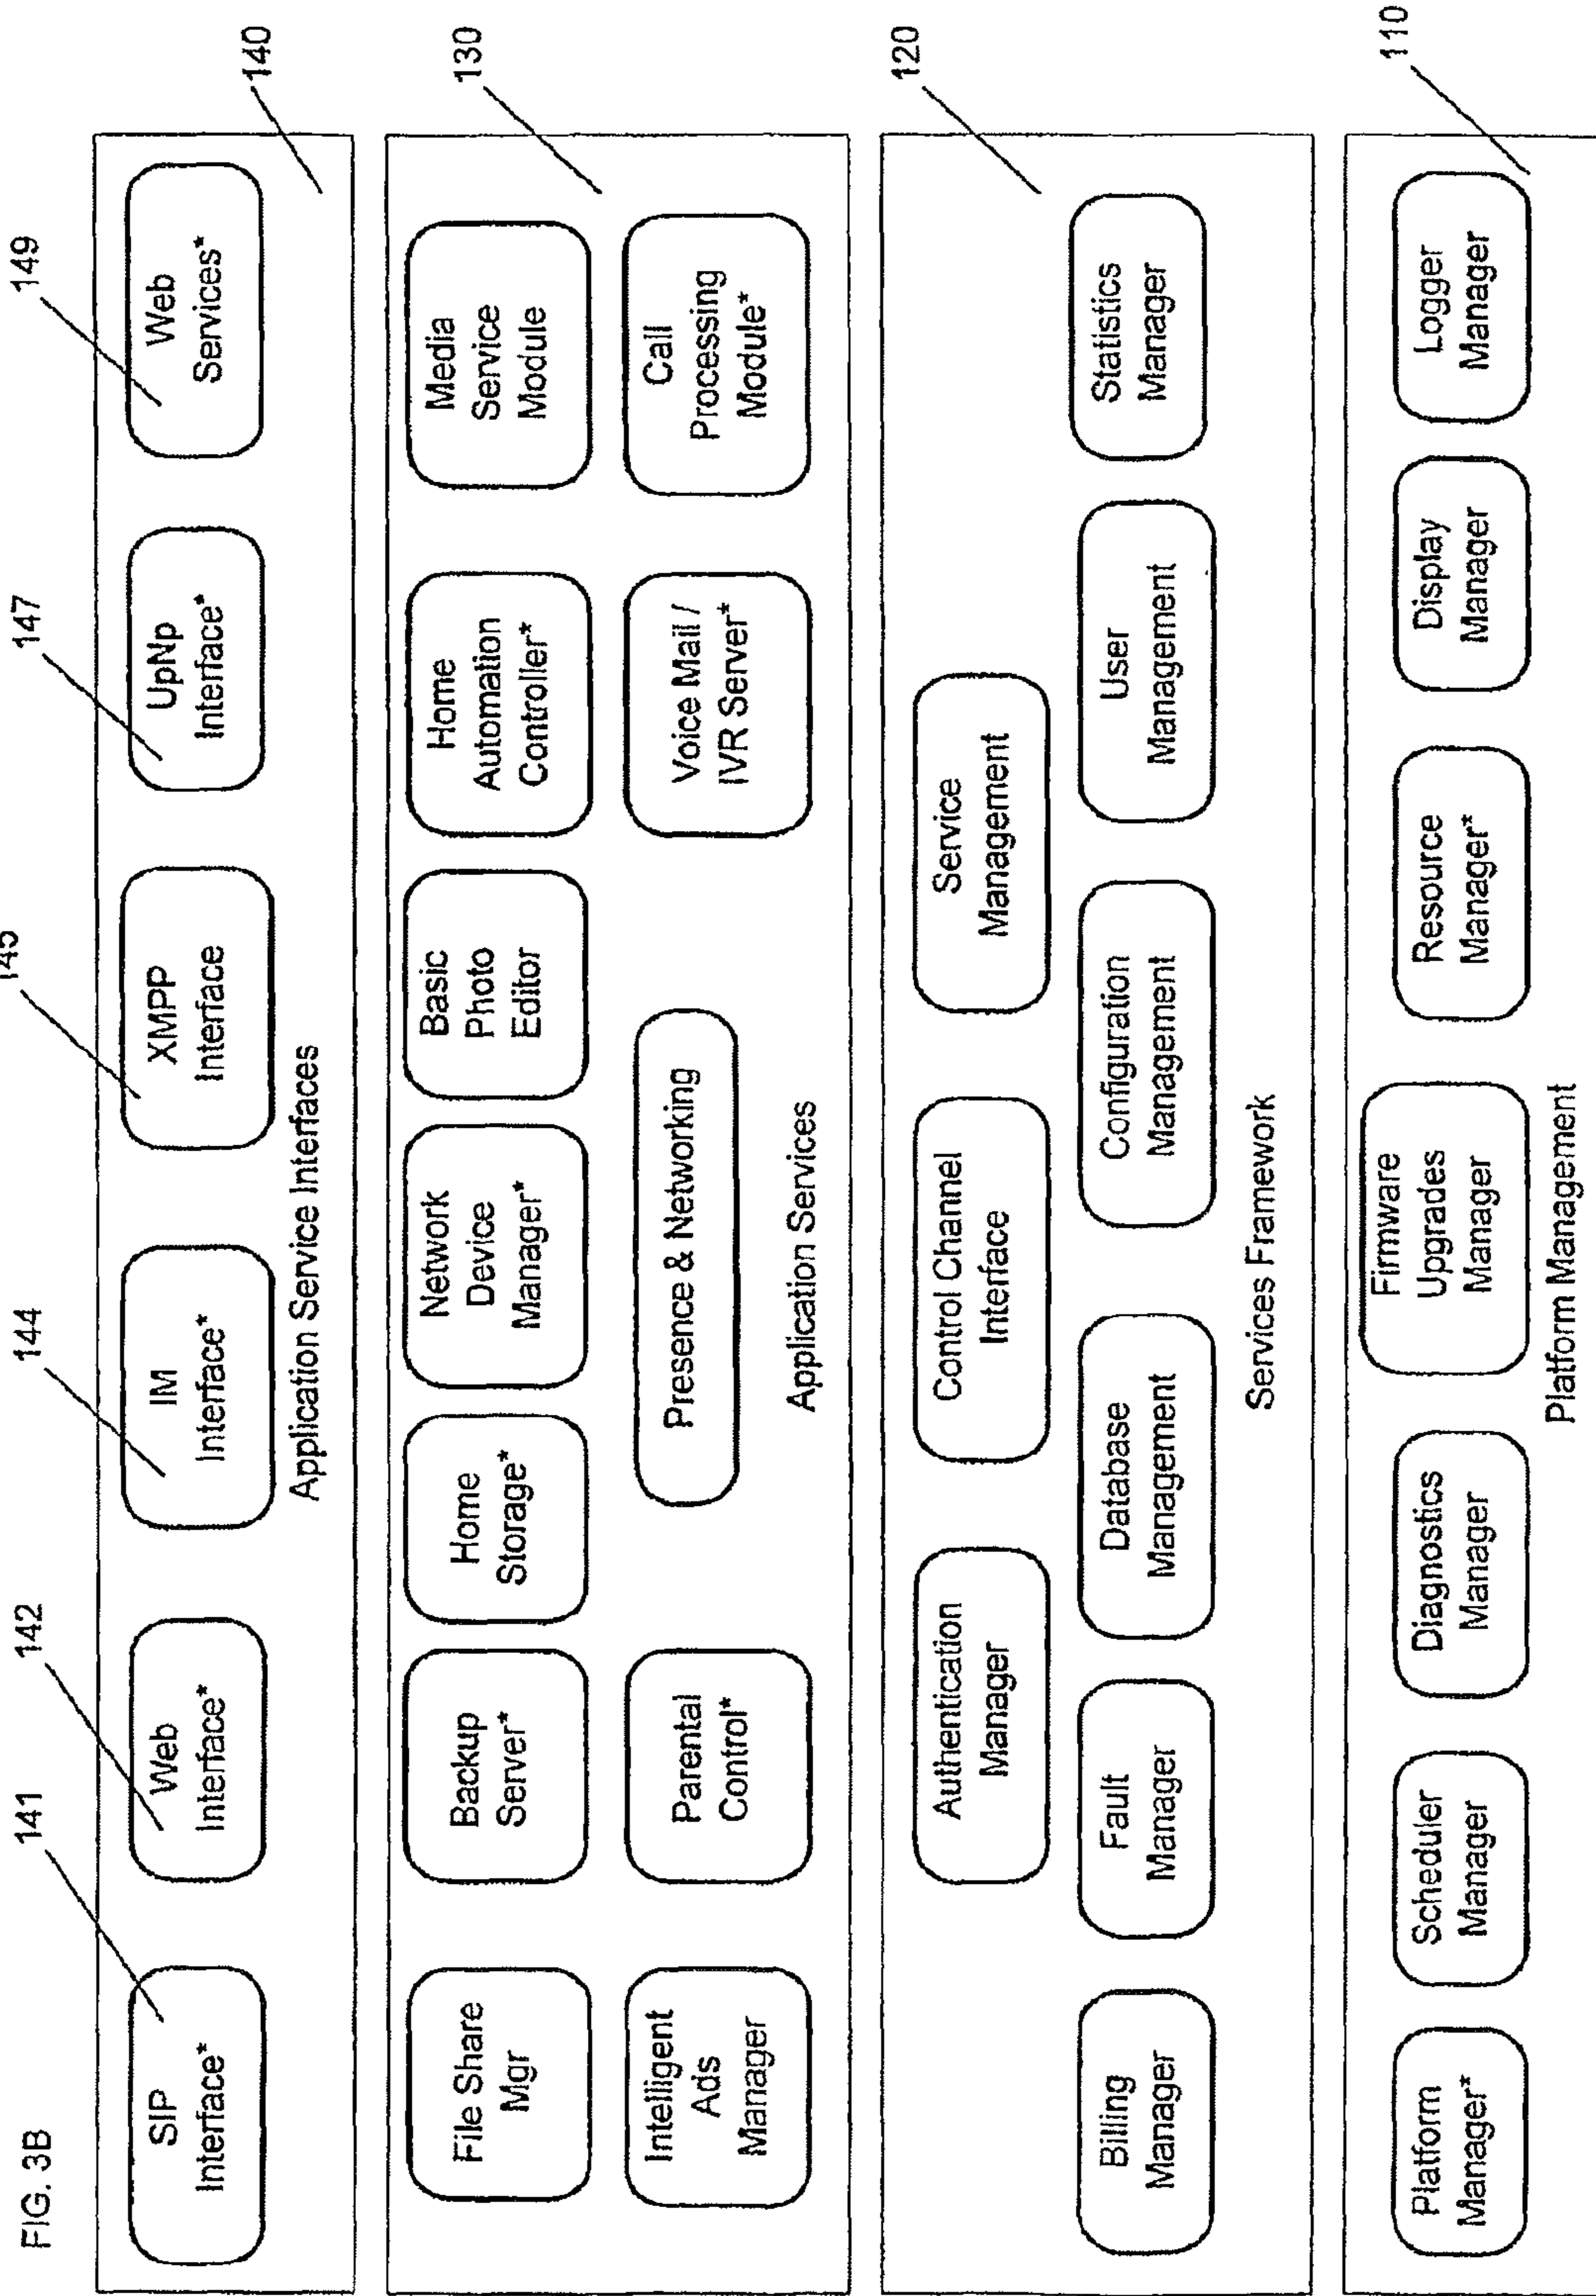 FIG. 3B
141
142
144
145
147
149
SIP
Interface*
Web
Interface*
IM
Interface*
XMPP
Interface
UpNp
Interface*
Web
Services*
Application Service Interfaces
140
File Share
Mgr
Backup
Server*
Home
Storage*
Network
Device
Manager*
Basic
Photo
Editor
Home
Automation
Controller*
Media
Service
Module
Intelligent
Ads
Manager
Parental
Control*
Presence & Networking
Voice Mail /
IVR Server*
Call
Processing
Module*
Application Services
130
Authentication
Manager
Control Channel
Interface
Service
Management
Billing
Manager
Fault
Manager
Database
Management
Configuration
Management
User
Management
Statistics
Manager
Services Framework
120
Platform
Manager*
Scheduler
Manager
Diagnostics
Manager
Firmware
Upgrades
Manager
Resource
Manager*
Display
Manager
Logger
Manager
Platform Management
110